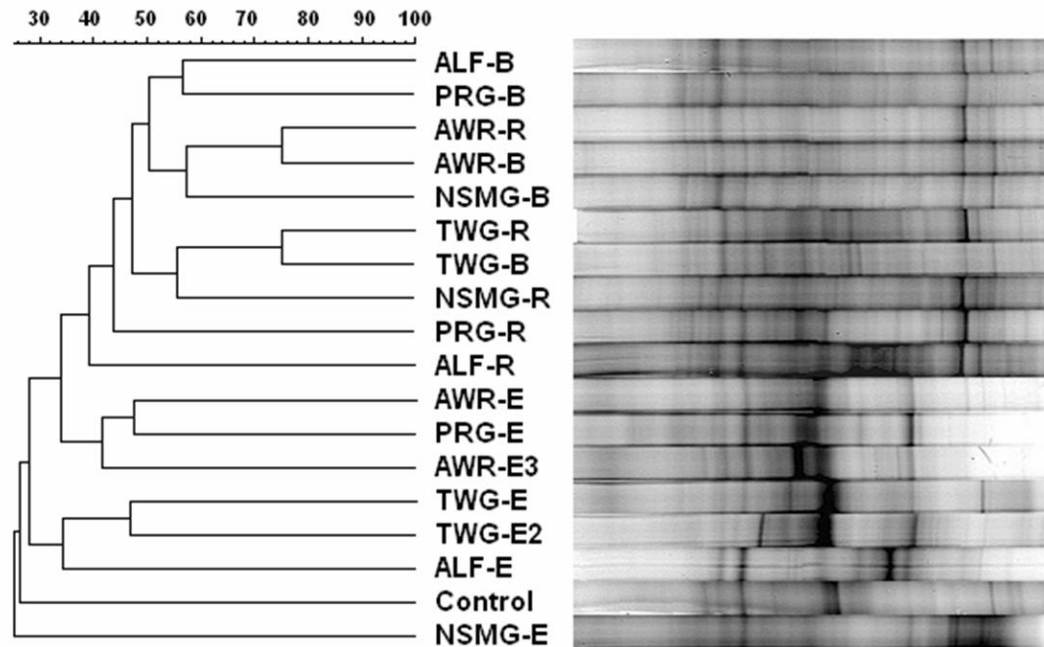 30 40 50 60 70 80 90 100
ALF-B
PRG-B
AWR-R
AWR-B
NSMG-B
TWG-R
TWG-B
NSMG-R
PRG-R
ALF-R
AWR-E
PRG-E
AWR-E3
TWG-E
TWG-E2
ALF-E
Control
NSMG-E